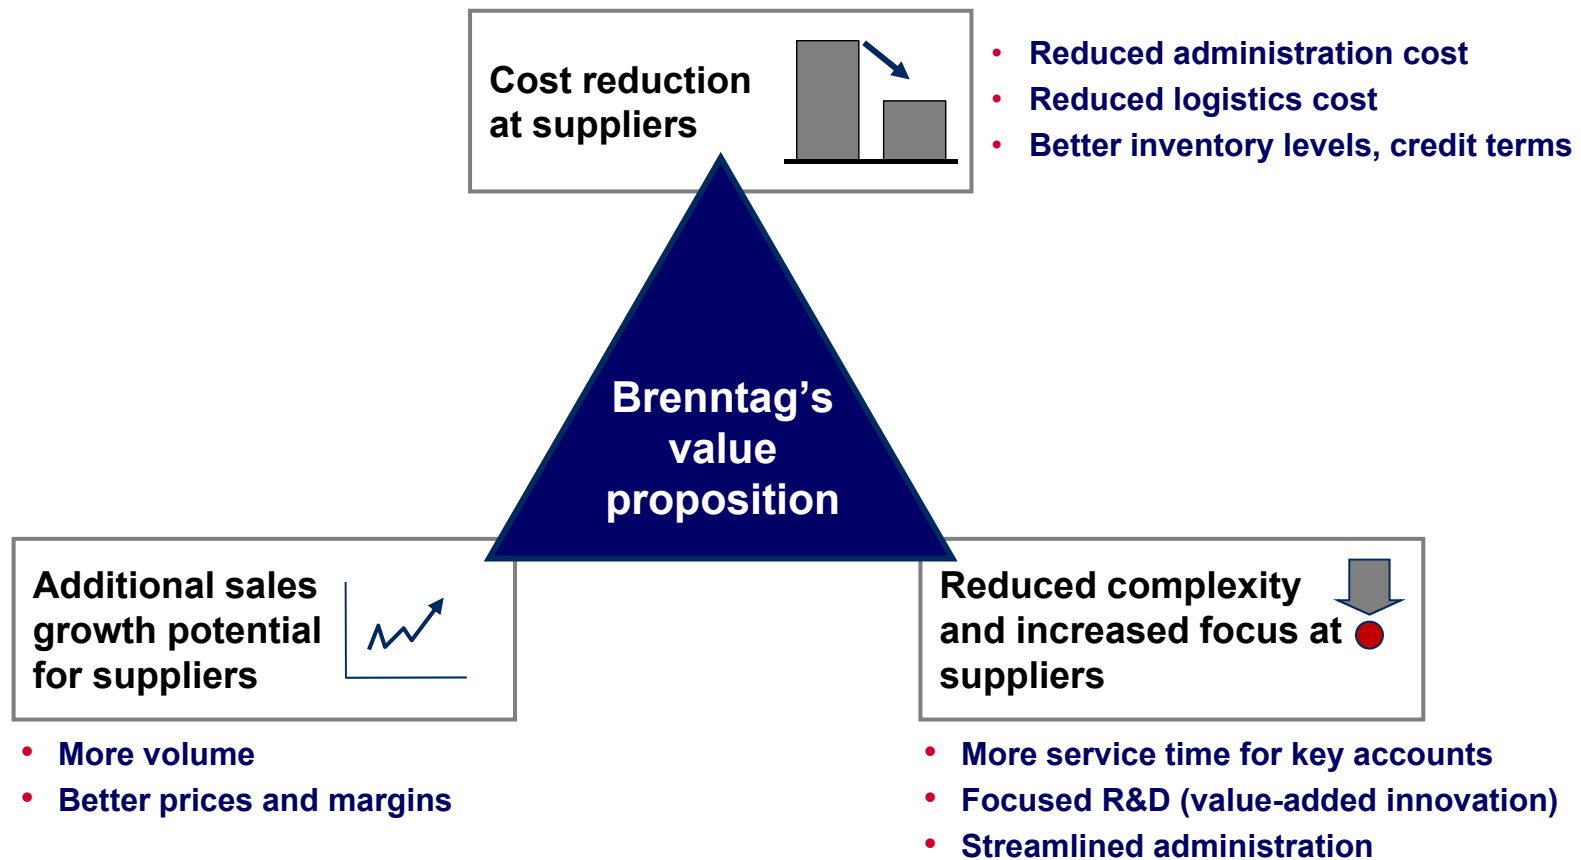 Cost reduction
at suppliers
• Reduced administration cost
• Reduced logistics cost
• Better inventory levels, credit terms
Brenntag’s
value
proposition
Additional sales
growth potential
for suppliers
• More volume
• Better prices and margins
Reduced complexity
and increased focus at
suppliers
• More service time for key accounts
• Focused R&D (value-added innovation)
• Streamlined administration